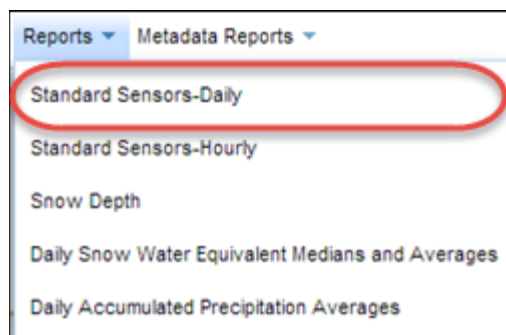 Reports Metadata Reports
Standard Sensors-Daily
Standard Sensors-Hourly
Snow Depth
Daily Snow Water Equivalent Medians and Averages
Daily Accumulated Precipitation Averages